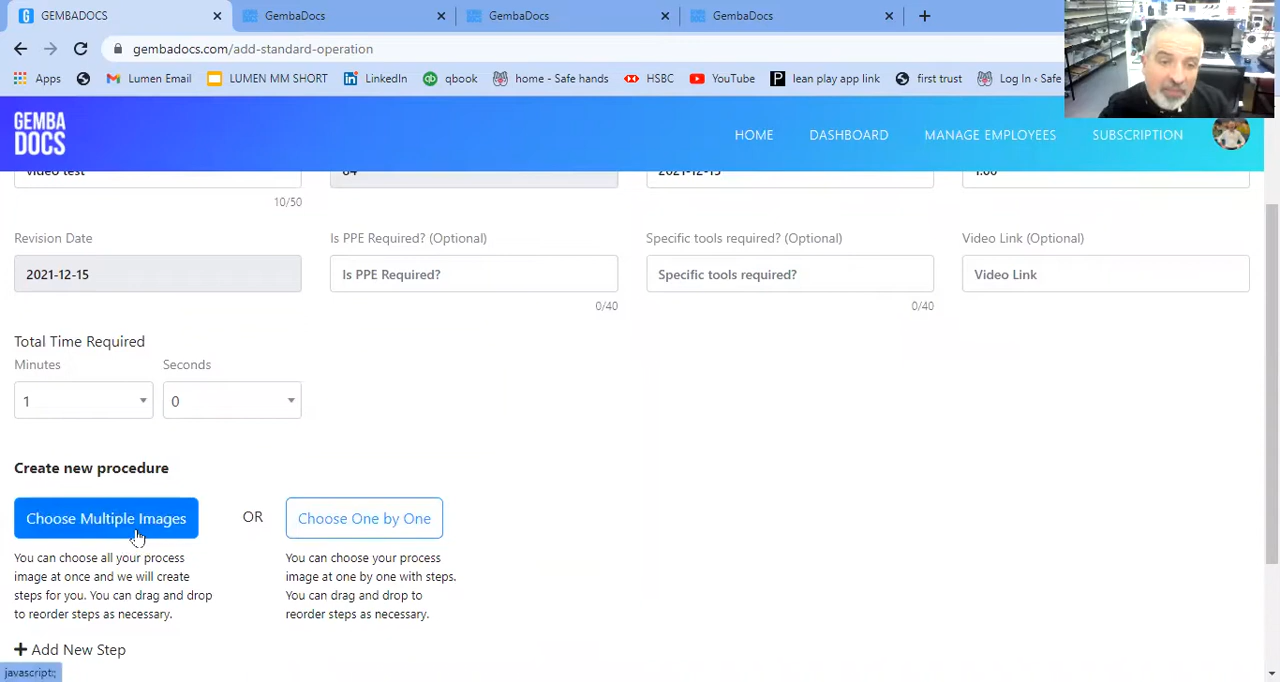 GEMBADOCS
GembaDocs
GembaDocs
GembaDocs
gembadocs.com/add-standard-operation
Apps
Lumen Email
LUMEN MM SHORT
LinkedIn
qbook
Home - Safe hands
HSBC
YouTube
lean play app link
first trust
Log In ‹ Safe
GEMBA
DOCS
HOME
DASHBOARD
MANAGE EMPLOYEES
SUBSCRIPTION
video test
64
2021-12-15
1.00
10/50
Revision Date
Is PPE Required? (Optional)
Specific tools required? (Optional)
Video Link (Optional)
2021-12-15
Is PPE Required?
Specific tools required?
Video Link
0/40
0/40
Total Time Required
Minutes
Seconds
1
0
Create new procedure
Choose Multiple Images
OR
Choose One by One
You can choose all your process
image at once and we will create
steps for you. You can drag and drop
to reorder steps as necessary.
You can choose your process
image at one by one with steps.
You can drag and drop to
reorder steps as necessary.
Add New Step
javascript:;